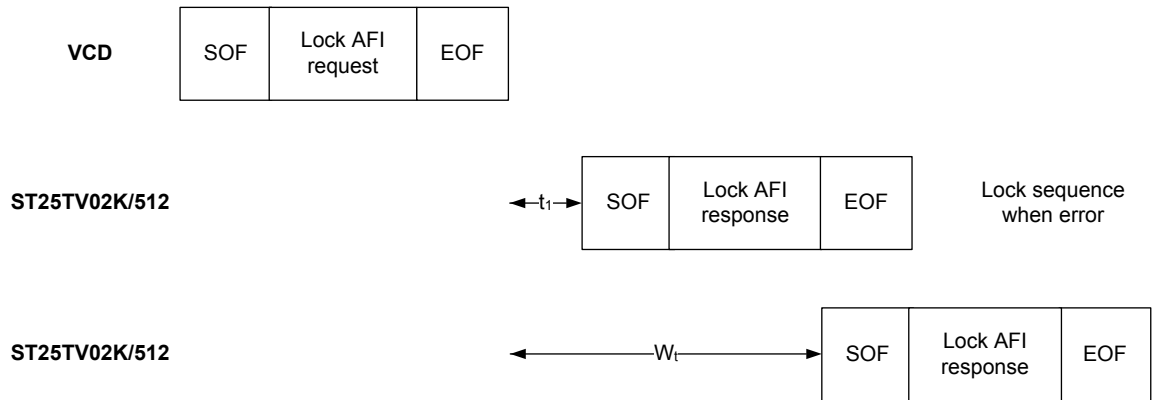 VCD
SOF
Lock AFI
request
EOF
ST25TV02K/512
t1
SOF
Lock AFI
response
EOF
Lock sequence
when error
ST25TV02K/512
Wt
SOF
Lock AFI
response
EOF